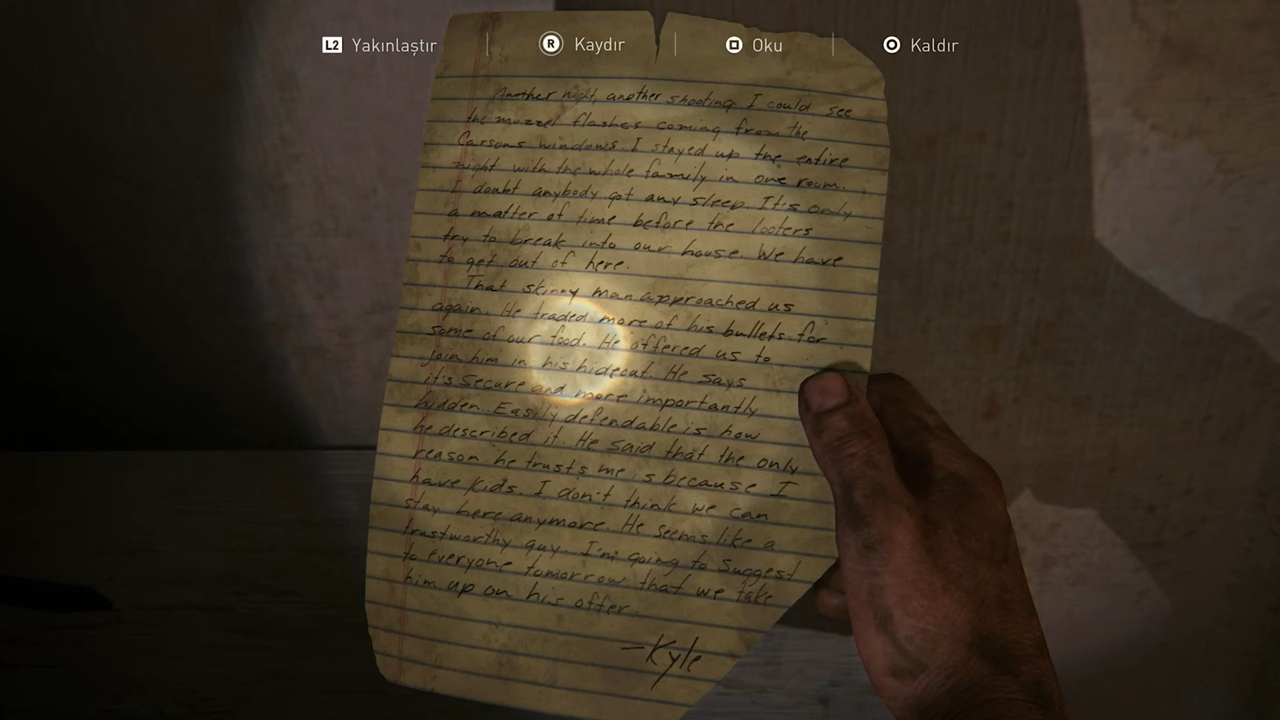 L2 Yakınlaştır
R Kaydır
Oku
Kaldır
Another night, another shooting. I could see
the mozzel flashes coming from the
Carsons windows. I stayed up the entire
night with the whole family in one room.
I doubt anybody got any sleep. It's only
a matter of time before the looters
try to break into our house. We have
to get out of here.
That skinny man approached us
again. He traded more of his bullets for
some of our food. He offered us to
join him in his hideout. He says
it's secure and more importantly
hidden. Easily defendable is how
he described it. He said that the only
reason he trusts me s because I
have kids. I don't think we can
stay here anymore. He seems like a
trustworthy guy. I'm going to suggest
to everyone tomorrow that we take
him up on his offer.
-Kyle